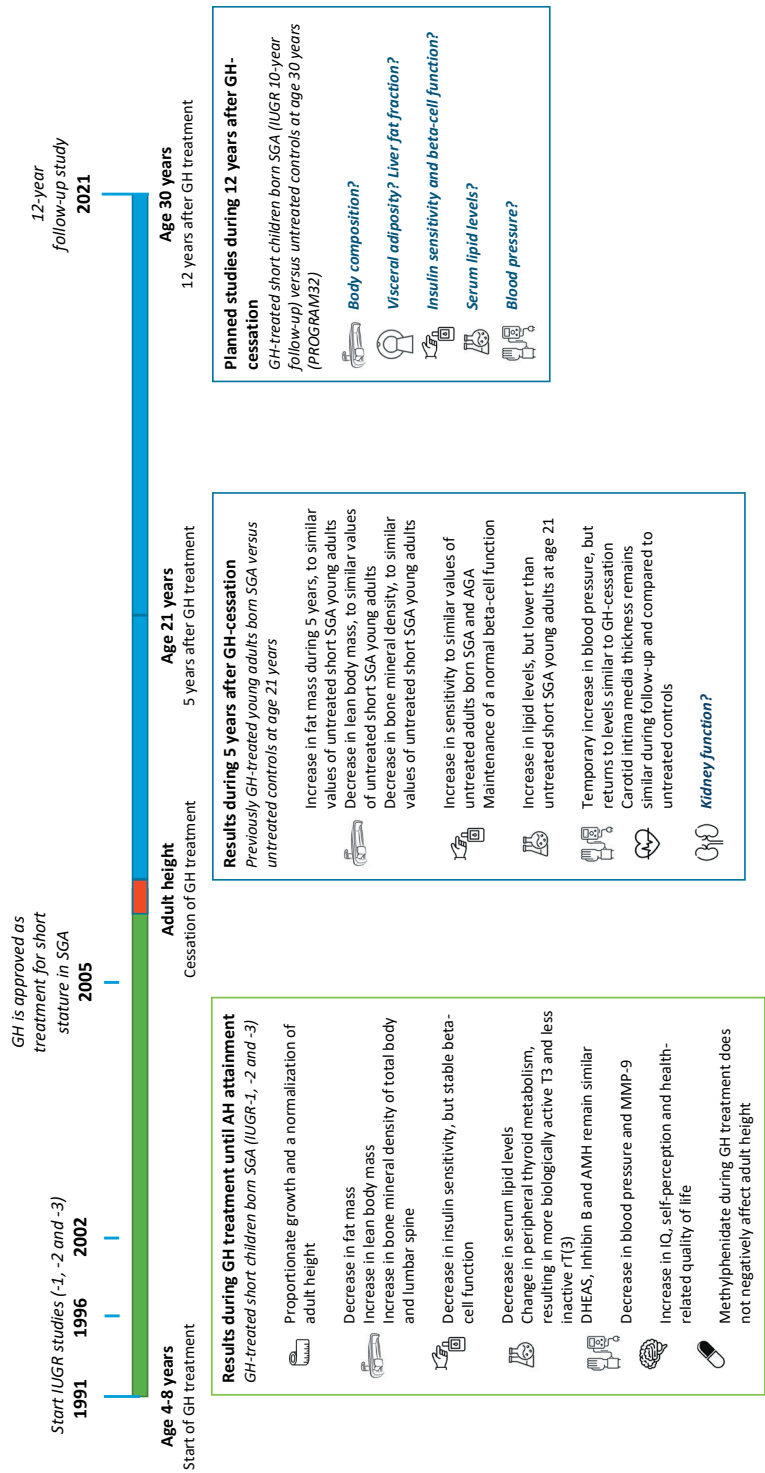 Start IUGR studies (-1, -2 and -3)
1991
1996
2002
GH is approved as
treatment for short
stature in SGA
2005
12-year
follow-up study
2021
Age 4-8 years
Start of GH treatment
Adult height
Cessation of GH treatment
Age 21 years
5 years after GH treatment
Age 30 years
12 years after GH treatment
Results during GH treatment until AH attainment
GH-treated short children born SGA (IUGR-1, -2 and -3)
Proportionate growth and a normalization of
adult height
Decrease in fat mass
Increase in lean body mass
Increase in bone mineral density of total body
and lumbar spine
Decrease in insulin sensitivity, but stable beta-
cell function
Decrease in serum lipid levels
Change in peripheral thyroid metabolism,
resulting in more biologically active T3 and less
inactive rT(3)
DHEAS, Inhibin B and AMH remain similar
Decrease in blood pressure and MMP-9
Increase in IQ, self-perception and health-
related quality of life
Methylphenidate during GH treatment does
not negatively affect adult height
Results during 5 years after GH-cessation
Previously GH-treated young adults born SGA versus
untreated controls at age 21 years
Increase in fat mass during 5 years, to similar
values of untreated short SGA young adults
Decrease in lean body mass, to similar values
of untreated short SGA young adults
Decrease in bone mineral density, to similar
values of untreated short SGA young adults
Increase in sensitivity to similar values of
untreated adults born SGA and AGA
Maintenance of a normal beta-cell function
Increase in lipid levels, but lower than
untreated short SGA young adults at age 21
Temporary increase in blood pressure, but
returns to levels similar to GH-cessation
Carotid intima media thickness remains
similar during follow-up and compared to
untreated controls
Kidney function?
Planned studies during 12 years after GH-
cessation
GH-treated short children born SGA (IUGR 10-year
follow-up) versus untreated controls at age 30 years
(PROGRAM32)
Body composition?
Visceral adiposity? Liver fat fraction?
Insulin sensitivity and beta-cell function?
Serum lipid levels?
Blood pressure?